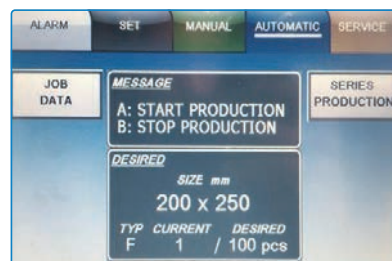 ALARM SET MANUAL AUTOMATIC SERVICE
JOB
DATA
MESSAGE
A: START PRODUCTION
B: STOP PRODUCTION
SERIES
PRODUCTION
DESIRED
SIZE mm
200 x 250
TYP CURRENT DESIRED
F 1 / 100 pcs